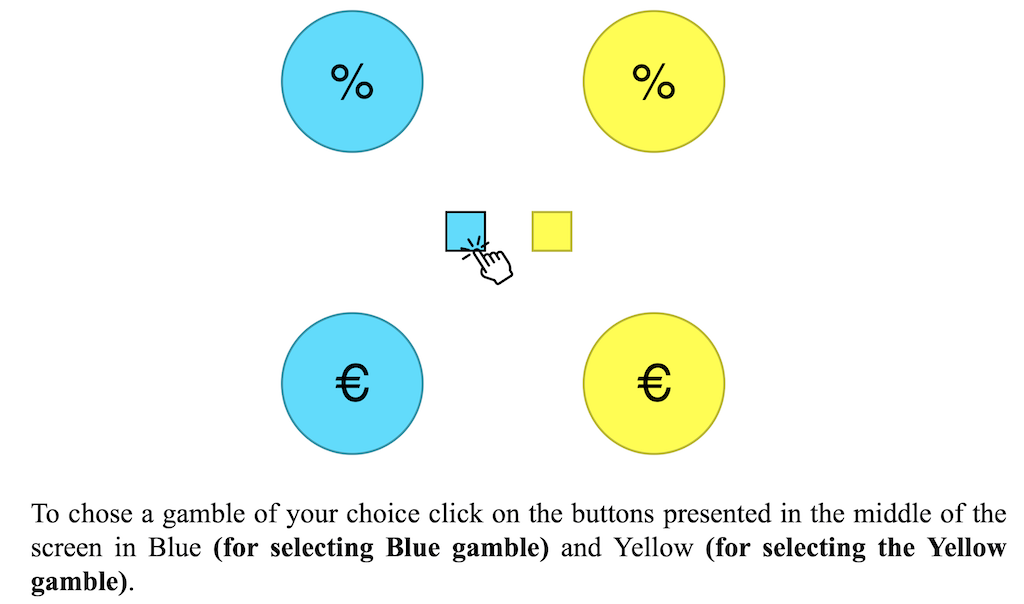 % %
€ €
To chose a gamble of your choice click on the buttons presented in the middle of the
screen in Blue (for selecting Blue gamble) and Yellow (for selecting the Yellow
gamble).